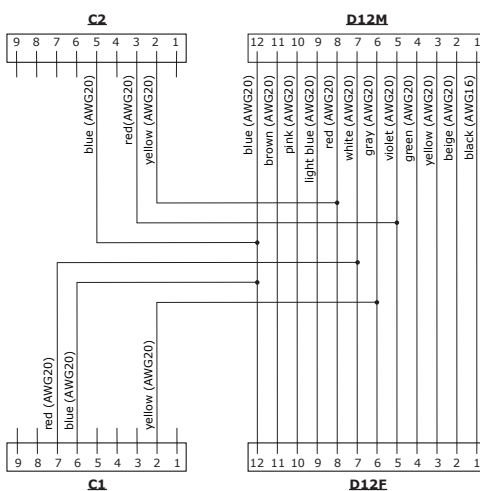 C2
D12M
9 8 7 6 5 4 3 2 1
12 11 10 9 8 7 6 5 4 3 2 1
blue (AWG20)
red(AWG20)
yellow (AWG20)
blue (AWG20)
brown (AWG20)
pink (AWG20)
light blue (AWG20)
red (AWG20)
white (AWG20)
gray (AWG20)
violet (AWG20)
green (AWG20)
yellow (AWG20)
beige (AWG20)
black (AWG16)
red (AWG20)
blue (AWG20)
yellow (AWG20)
9 8 7 6 5 4 3 2 1
12 11 10 9 8 7 6 5 4 3 2 1
C1
D12F